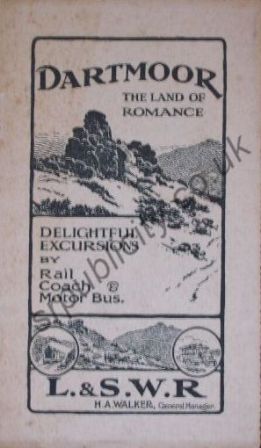 DARTMOOR
THE LAND OF
ROMANCE
DELIGHTFUL
EXCURSIONS
BY
Rail
Coach &
Motor Bus.
L. & S.W.R
H. A. WALKER, General Manager.